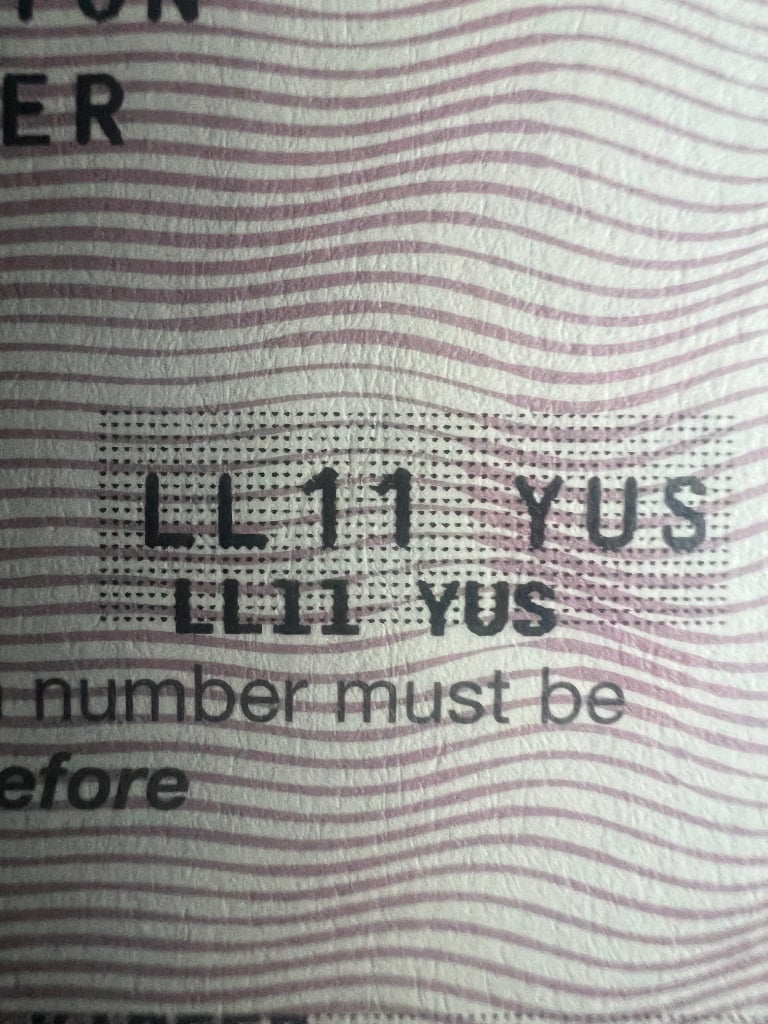 ER
LL11 YUS
LL11 YUS
number must be
efore